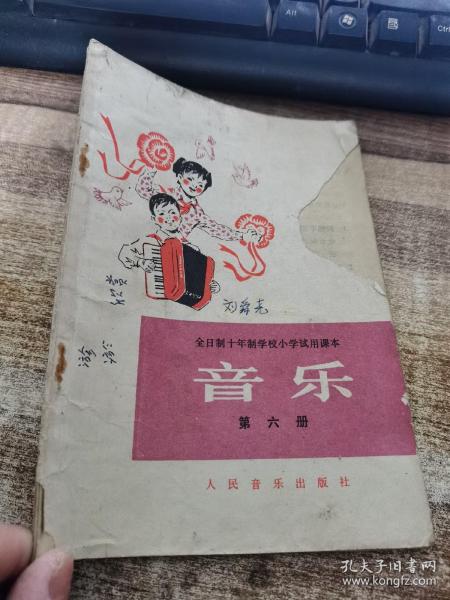 Alt
Ctrl
刘舜尧
全日制十年制学校小学试用课本
音乐
第六册
人民音乐出版社
孔夫子旧书网
www.kongfz.com